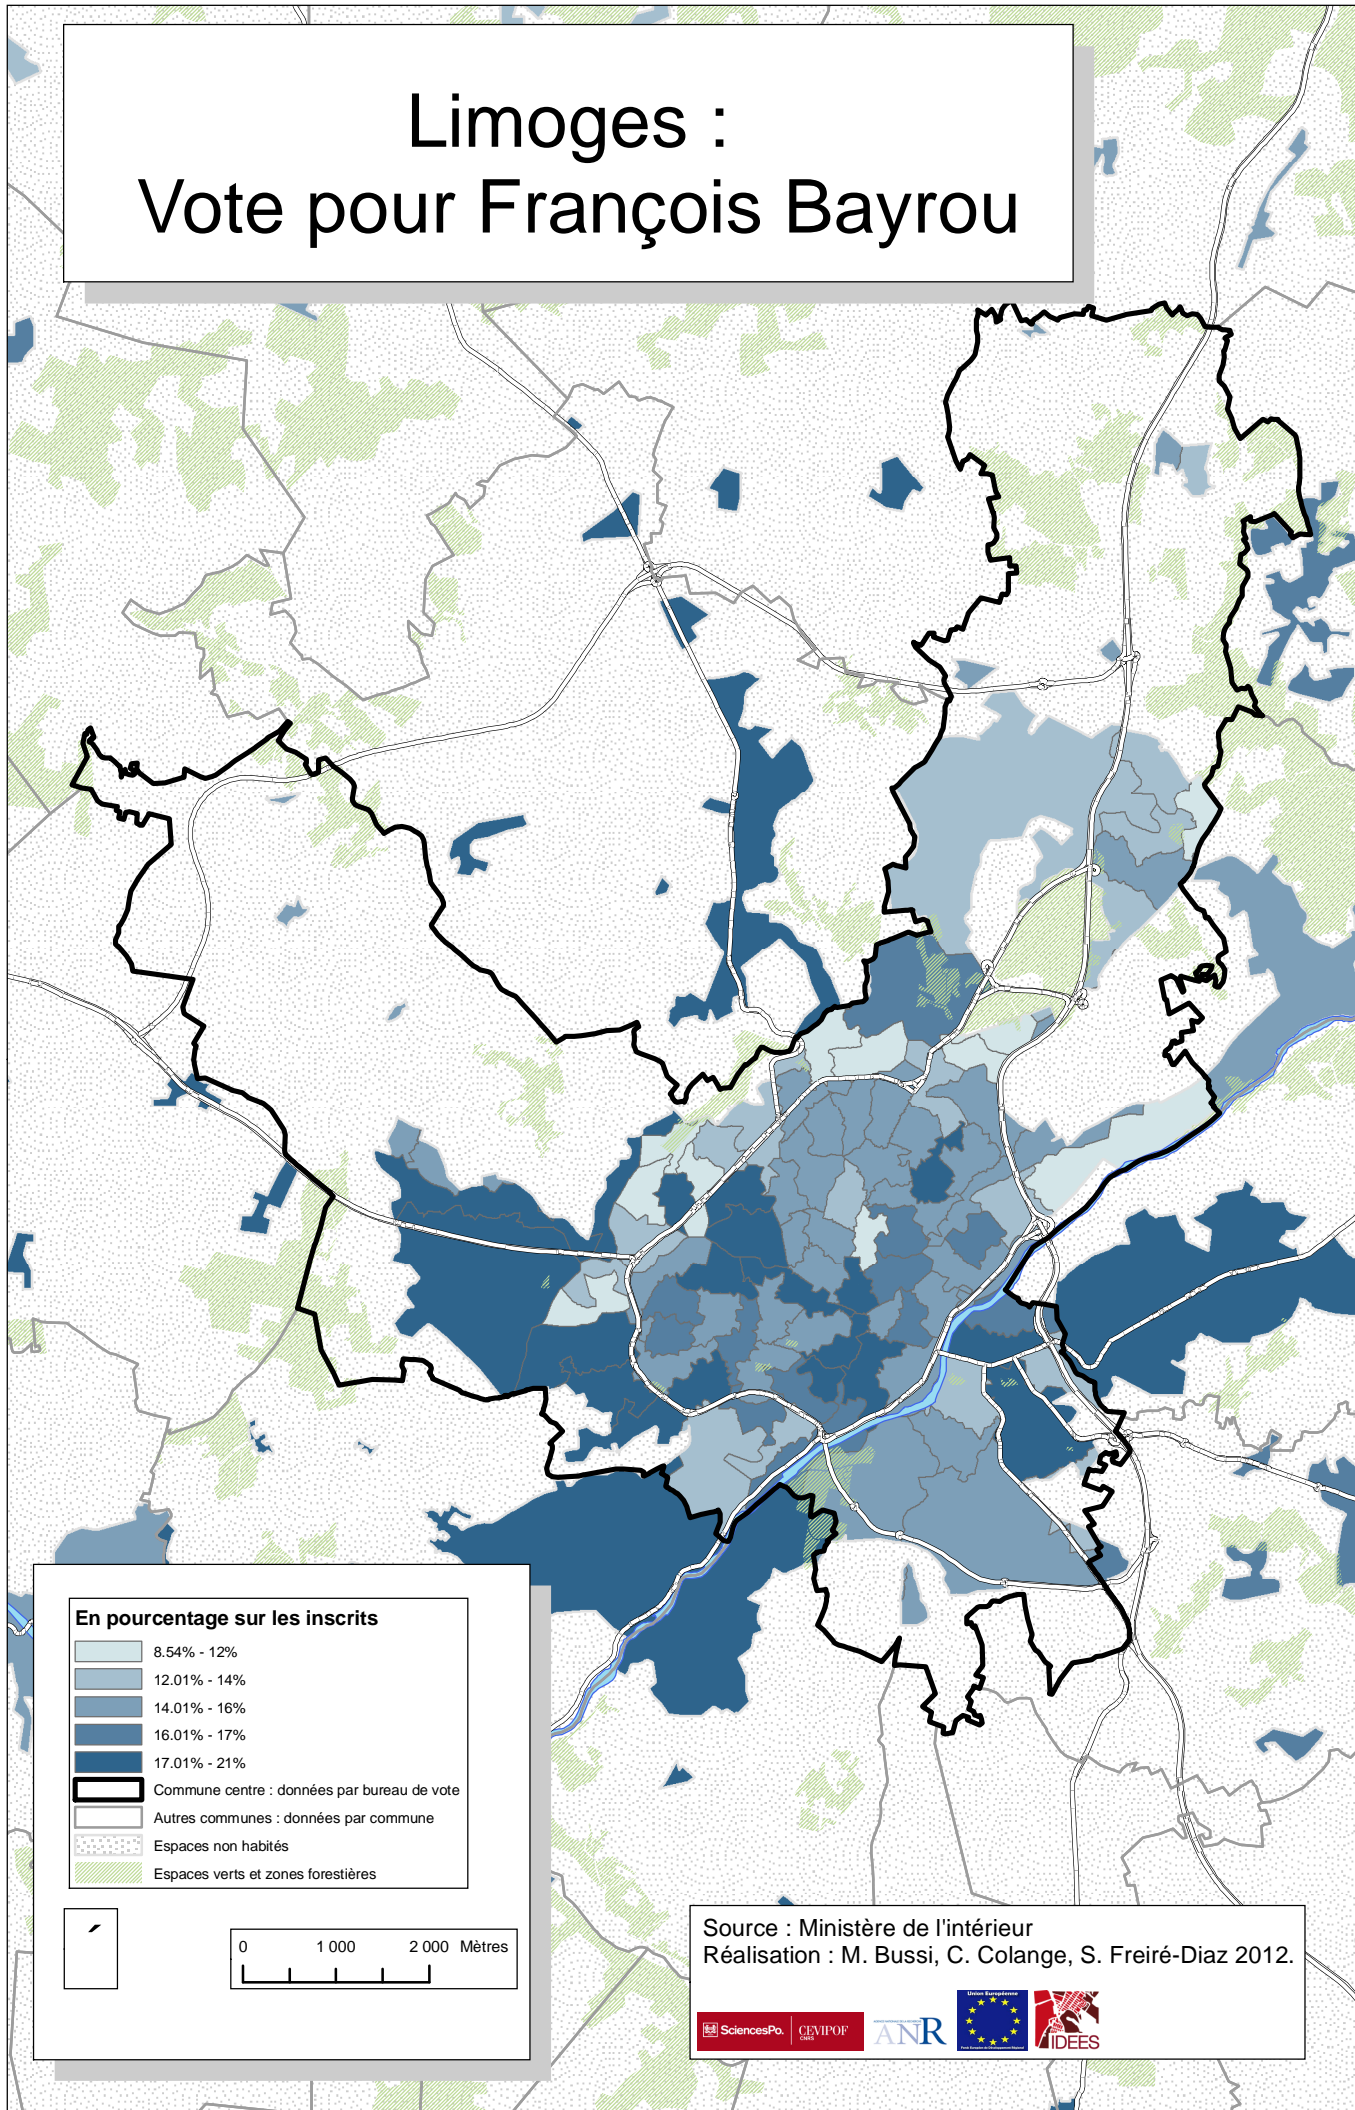 Limoges :
Vote pour François Bayrou
En pourcentage sur les inscrits
8.54% - 12%
12.01% - 14%
14.01% - 16%
16.01% - 17%
17.01% - 21%
Commune centre : données par bureau de vote
Autres communes : données par commune
Espaces non habités
Espaces verts et zones forestières
0 1 000 2 000 Mètres
Source : Ministère de l'intérieur
Réalisation : M. Bussi, C. Colange, S. Freiré-Diaz 2012.
SciencesPo. CEVIPOF
CNRS
ANR
Union Européenne
IDEES